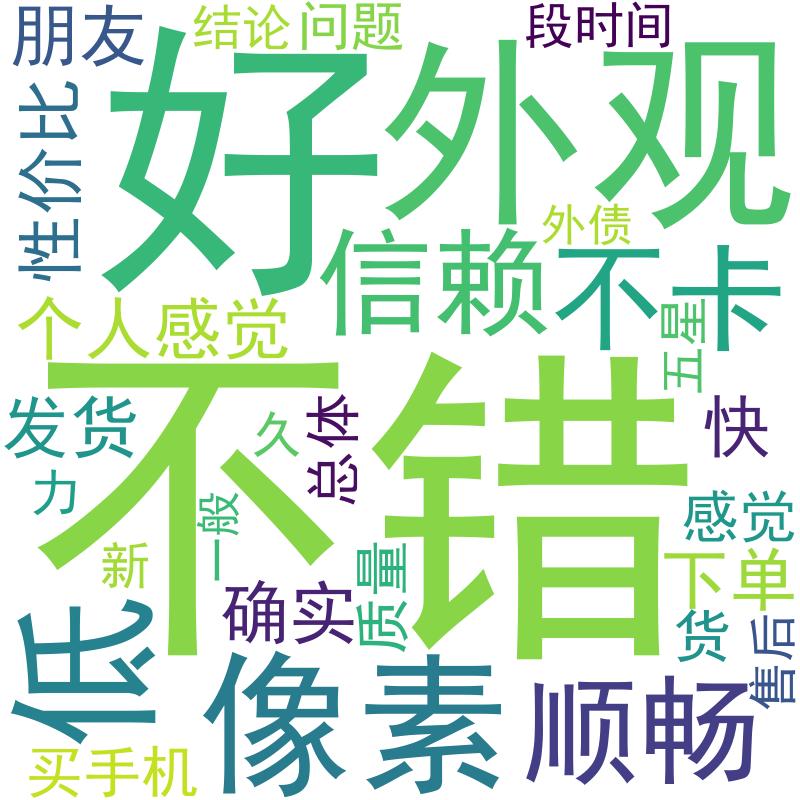 朋友
结论
问题
段时间
性价比
好
外观
外债
信赖
不卡
个人感觉
五星
不错
发货
久
总体
快
力
一般
感觉
新
质量
下单
低
确实
货
售后
像素
顺畅
买手机